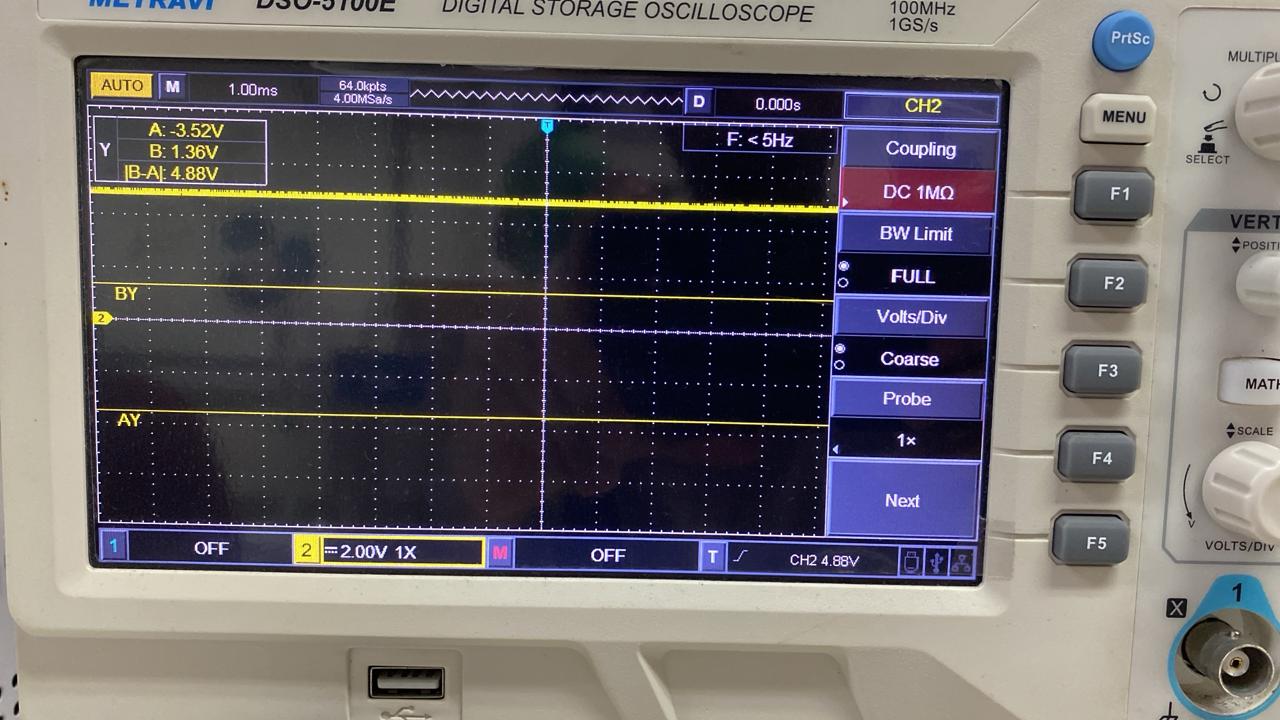 METRAVI DSO-5100E DIGITAL STORAGE OSCILLOSCOPE 100MHz
1GS/s
PrtSc
AUTO M 1.00ms 64.0kpts
4.00MSa/s
D 0.000s CH2
MENU
SELECT
A: -3.52V
Y B: 1.36V
|B-A|: 4.88V
T
F: < 5Hz
Coupling
DC 1MΩ
F1
BW Limit
FULL
F2
BY
2
Volts/Div
Coarse
F3
MATH
Probe
1×
F4
SCALE
AY
Next
F5
V
VOLTS/DIV
1 OFF 2 2.00V 1X M OFF T CH2 4.88V
X
1